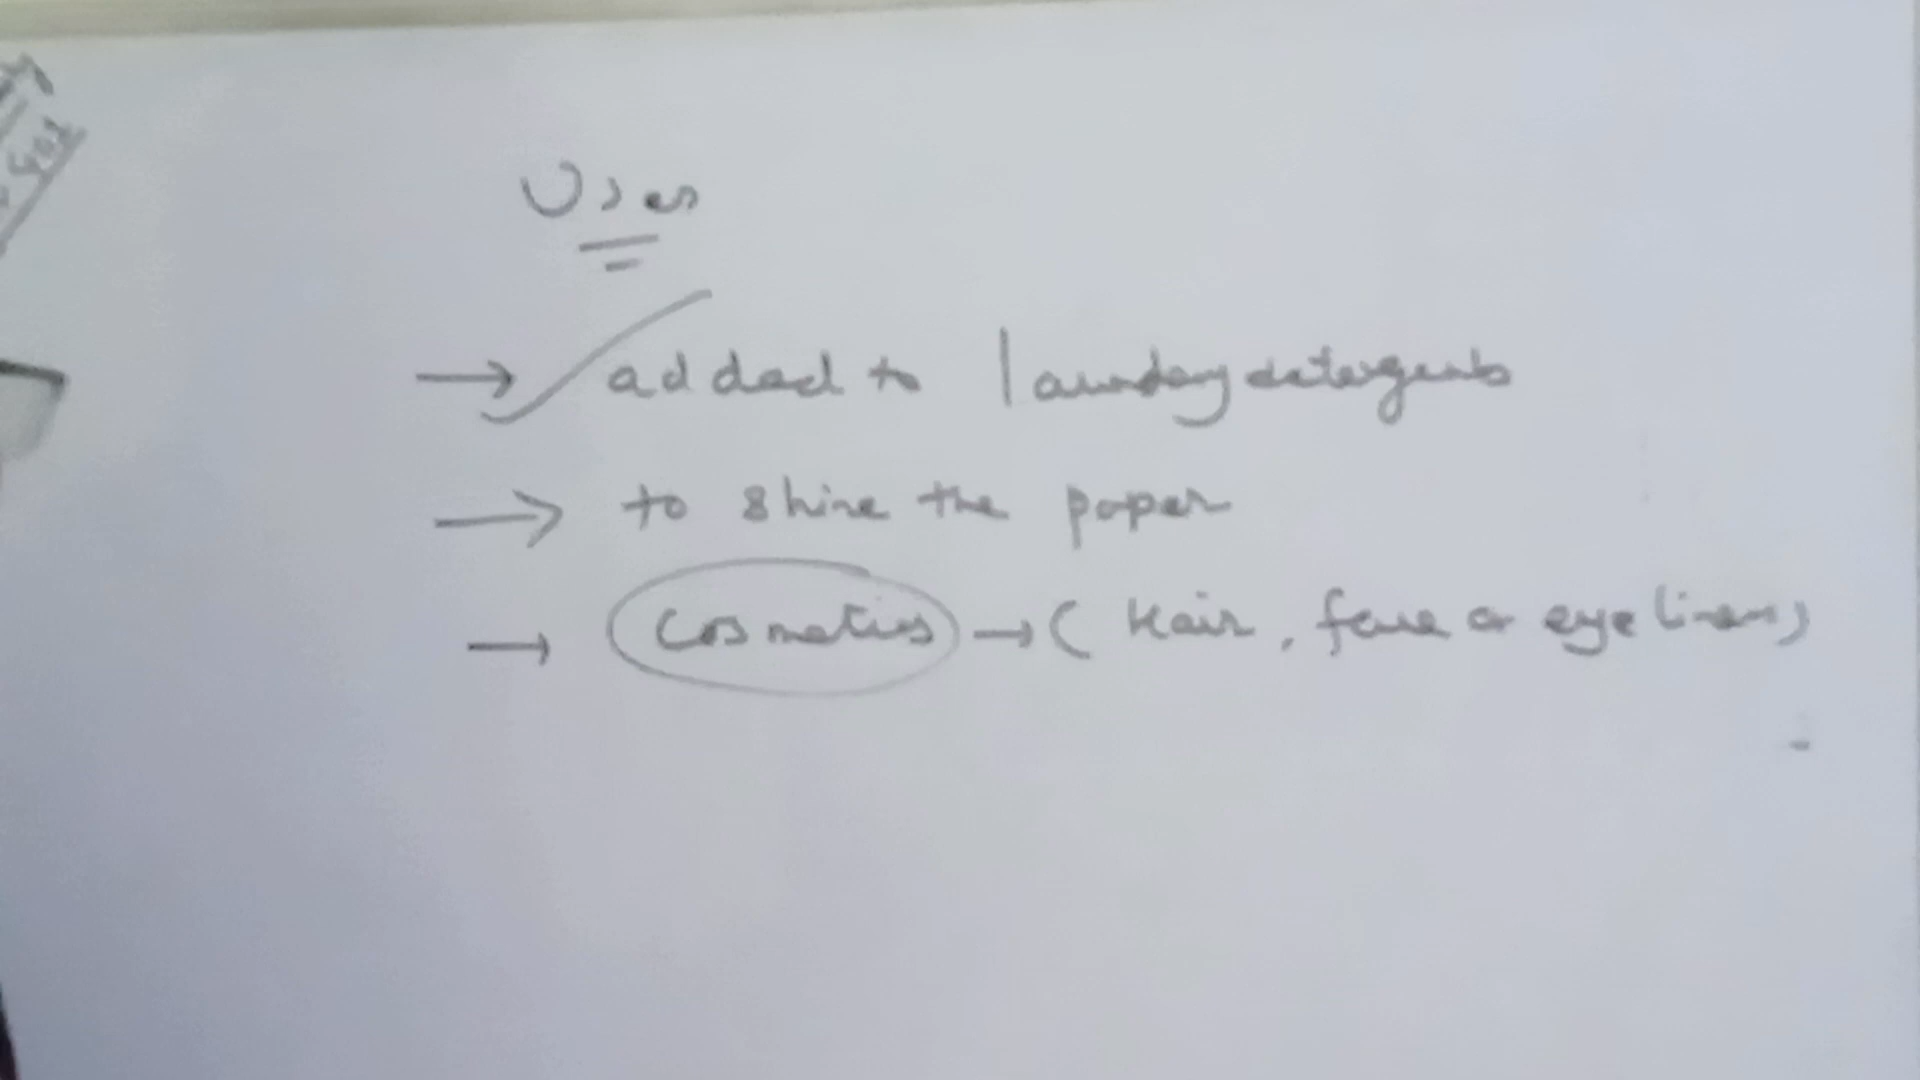 Uses
→ added to laundry detergents
→ to shine the paper
→ Cosmetics → ( Hair, face or eye liners)